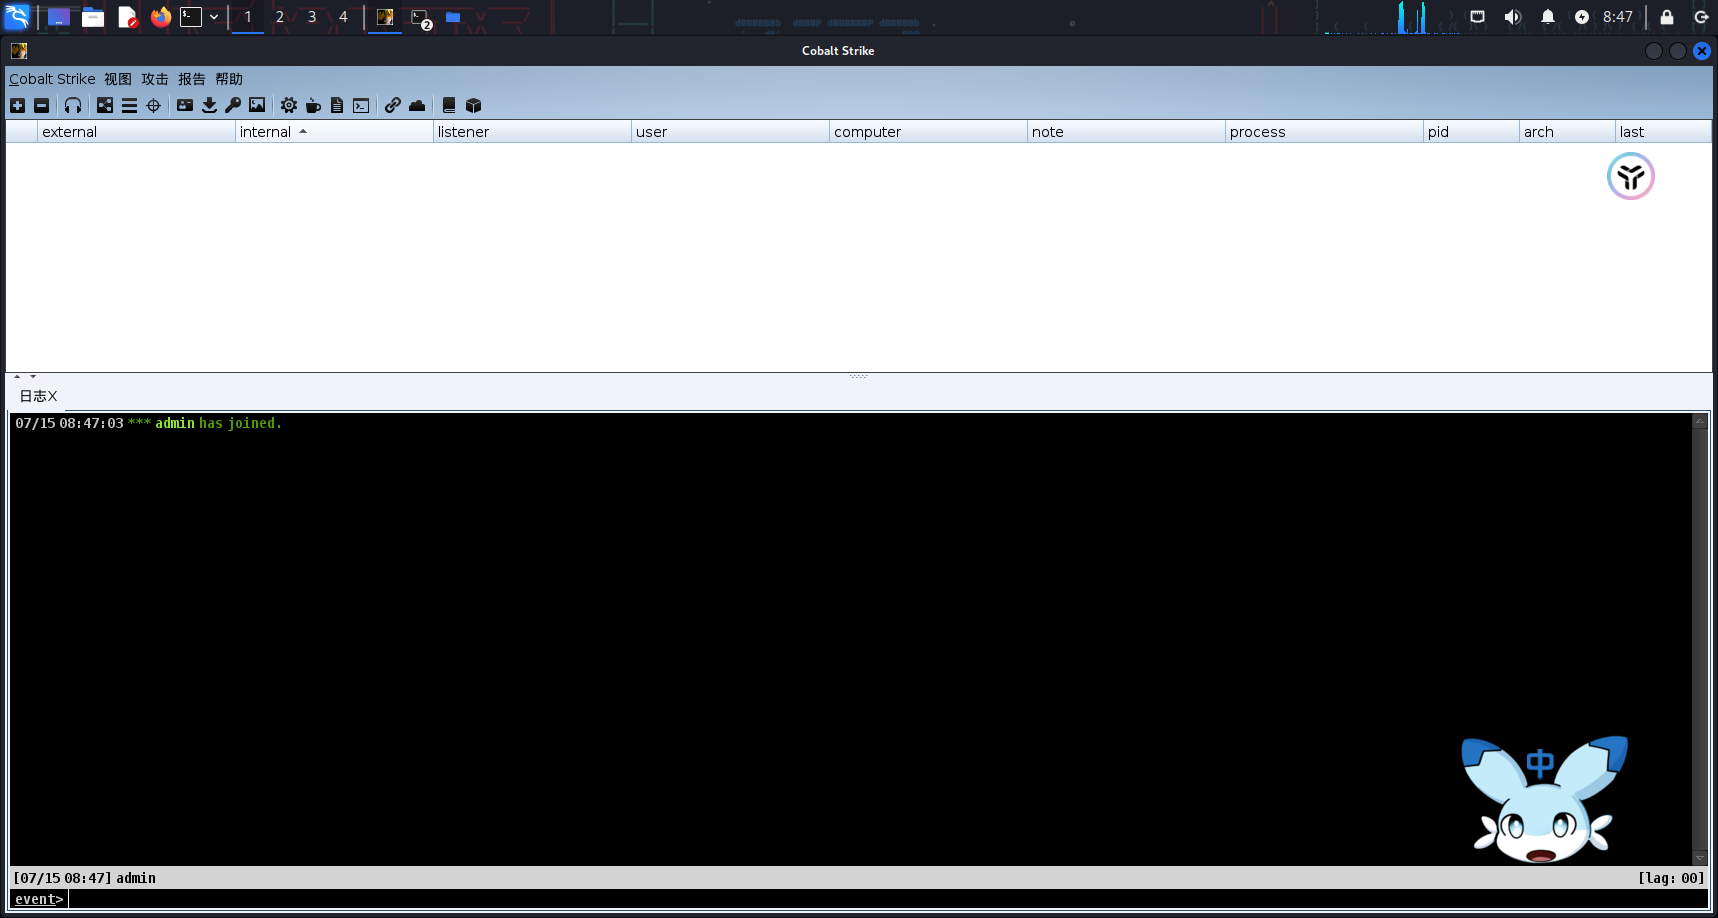 1 2 3 4 2 8:47
Cobalt Strike
Cobalt Strike 视图 攻击 报告 帮助
external internal listener user computer note process pid arch last
日志X
07/15 08:47:03 *** admin has joined.
中
[07/15 08:47] admin [lag: 00]
event>